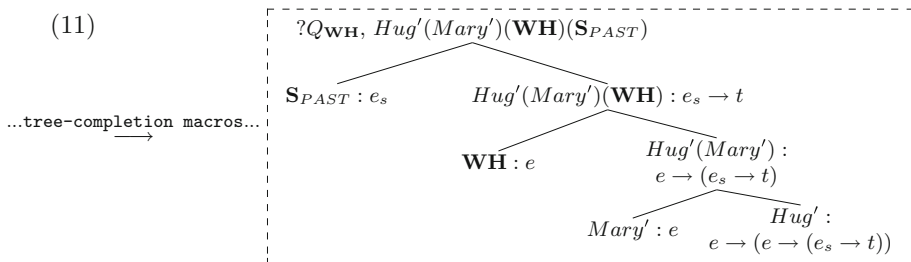 (11)
?Q_WH, Hug′(Mary′)(WH)(S_PAST)
S_PAST : e_s
Hug′(Mary′)(WH) : e_s → t
...tree-completion macros...
⟶
WH : e
Hug′(Mary′) :
e → (e_s → t)
Mary′ : e
Hug′ :
e → (e → (e_s → t))